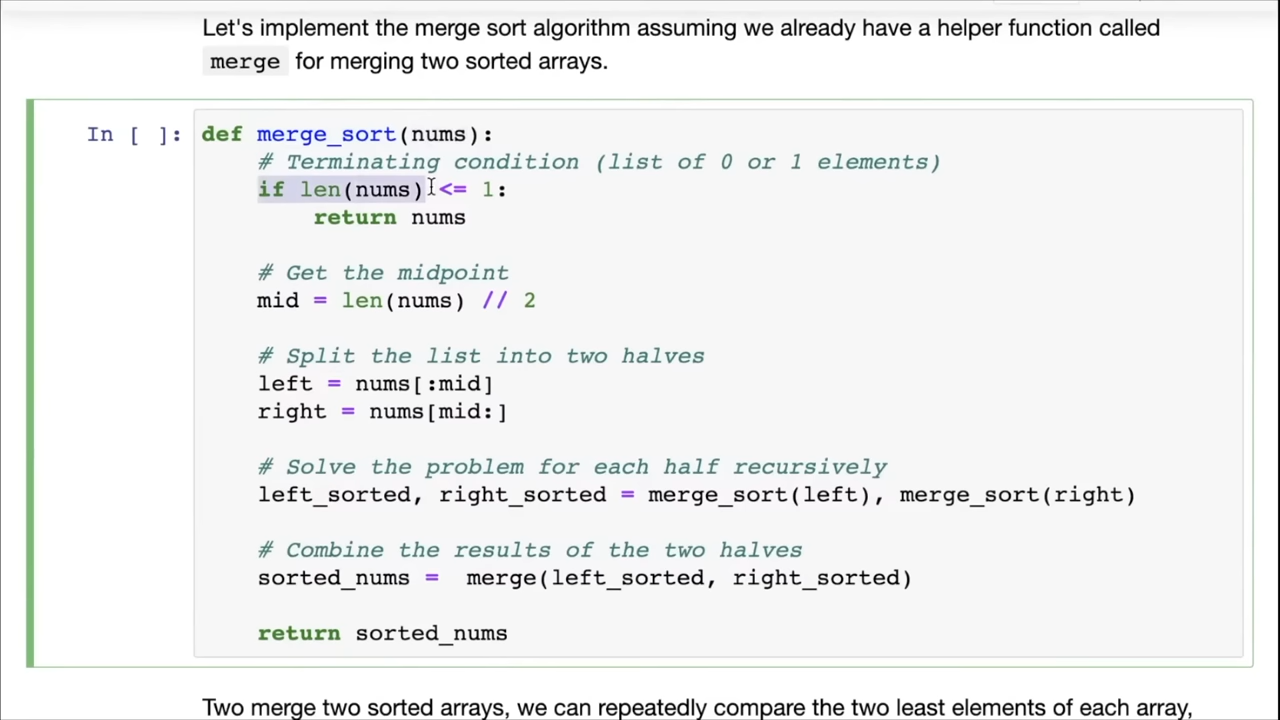 Let's implement the merge sort algorithm assuming we already have a helper function called
merge for merging two sorted arrays.
In [ ]: def merge_sort(nums):
    # Terminating condition (list of 0 or 1 elements)
    if len(nums) <= 1:
        return nums

    # Get the midpoint
    mid = len(nums) // 2

    # Split the list into two halves
    left = nums[:mid]
    right = nums[mid:]

    # Solve the problem for each half recursively
    left_sorted, right_sorted = merge_sort(left), merge_sort(right)

    # Combine the results of the two halves
    sorted_nums =  merge(left_sorted, right_sorted)

    return sorted_nums
Two merge two sorted arrays, we can repeatedly compare the two least elements of each array,